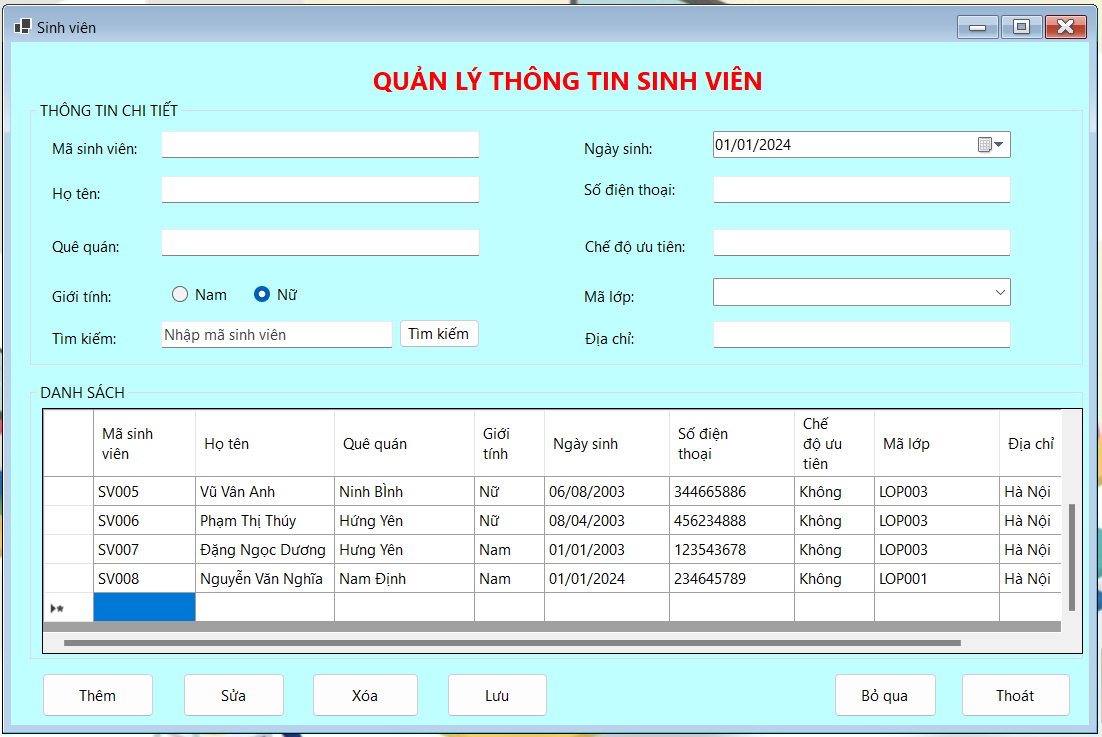 Sinh viên
QUẢN LÝ THÔNG TIN SINH VIÊN
THÔNG TIN CHI TIẾT
Mã sinh viên:
Ngày sinh: 01/01/2024
Họ tên:
Số điện thoại:
Quê quán:
Chế độ ưu tiên:
Giới tính: Nam Nữ
Mã lớp:
Tìm kiếm: Nhập mã sinh viên Tìm kiếm
Địa chỉ:
DANH SÁCH
Mã sinh viên Họ tên Quê quán Giới tính Ngày sinh Số điện thoại Chế độ ưu tiên Mã lớp Địa chỉ
SV005 Vũ Vân Anh Ninh BÌnh Nữ 06/08/2003 344665886 Không LOP003 Hà Nội
SV006 Phạm Thị Thúy Hứng Yên Nữ 08/04/2003 456234888 Không LOP003 Hà Nội
SV007 Đặng Ngọc Dương Hưng Yên Nam 01/01/2003 123543678 Không LOP003 Hà Nội
SV008 Nguyễn Văn Nghĩa Nam Định Nam 01/01/2024 234645789 Không LOP001 Hà Nội
Thêm Sửa Xóa Lưu Bỏ qua Thoát